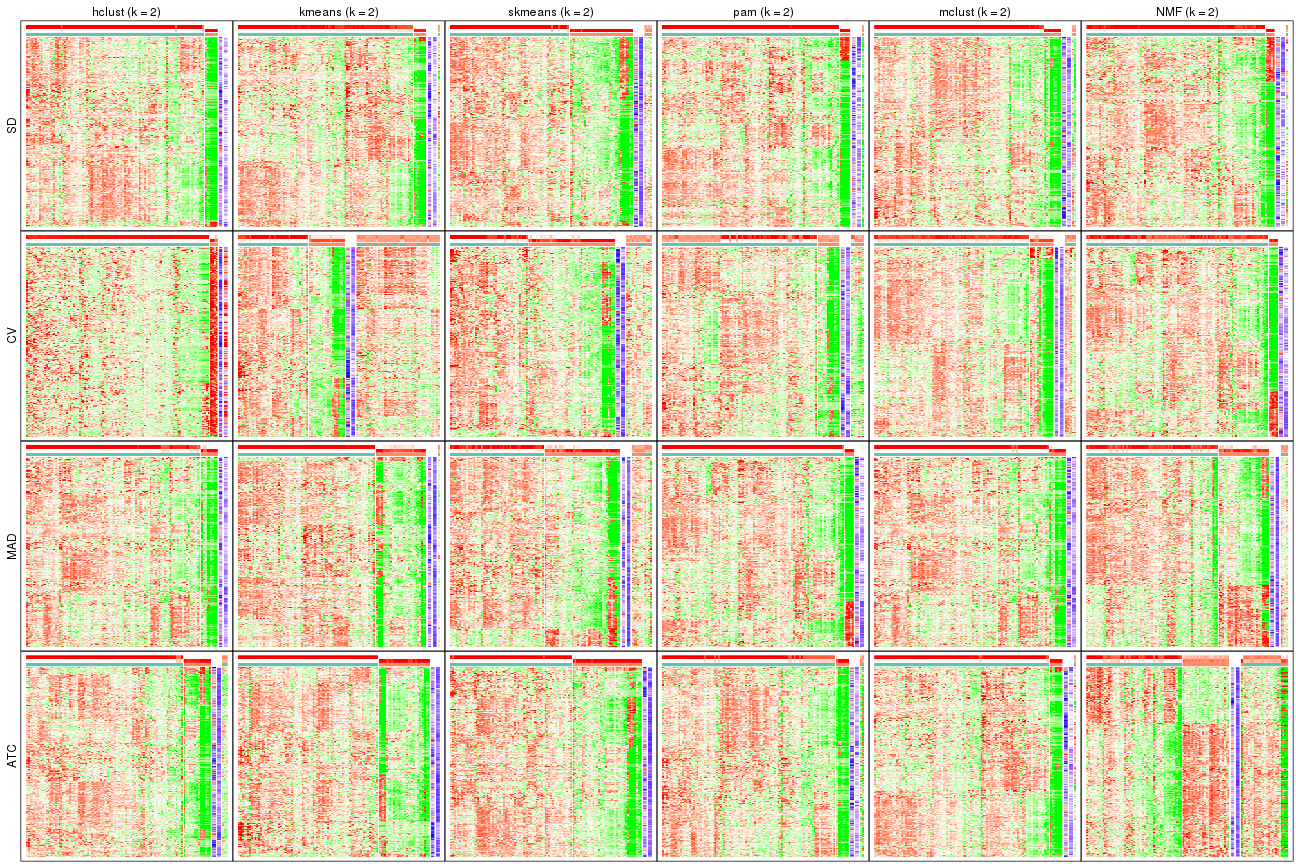 hclust (k = 2) kmeans (k = 2) skmeans (k = 2) pam (k = 2) mclust (k = 2) NMF (k = 2)
SD
CV
MAD
ATC